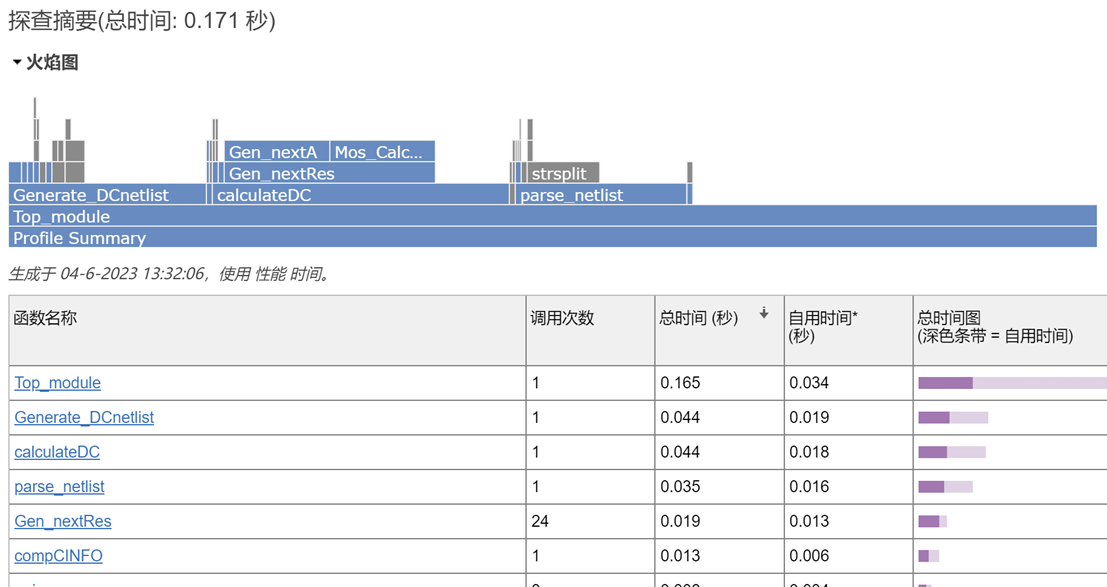 探查摘要(总时间: 0.171 秒)
火焰图
Gen_nextA Mos_Calc...
Gen_nextRes strsplit
Generate_DCnetlist calculateDC parse_netlist
Top_module
Profile Summary
生成于 04-6-2023 13:32:06，使用 性能 时间。
函数名称 调用次数 总时间 (秒) 自用时间* 总时间图
(秒) (深色条带 = 自用时间)
Top_module 1 0.165 0.034
Generate_DCnetlist 1 0.044 0.019
calculateDC 1 0.044 0.018
parse_netlist 1 0.035 0.016
Gen_nextRes 24 0.019 0.013
compCINFO 1 0.013 0.006